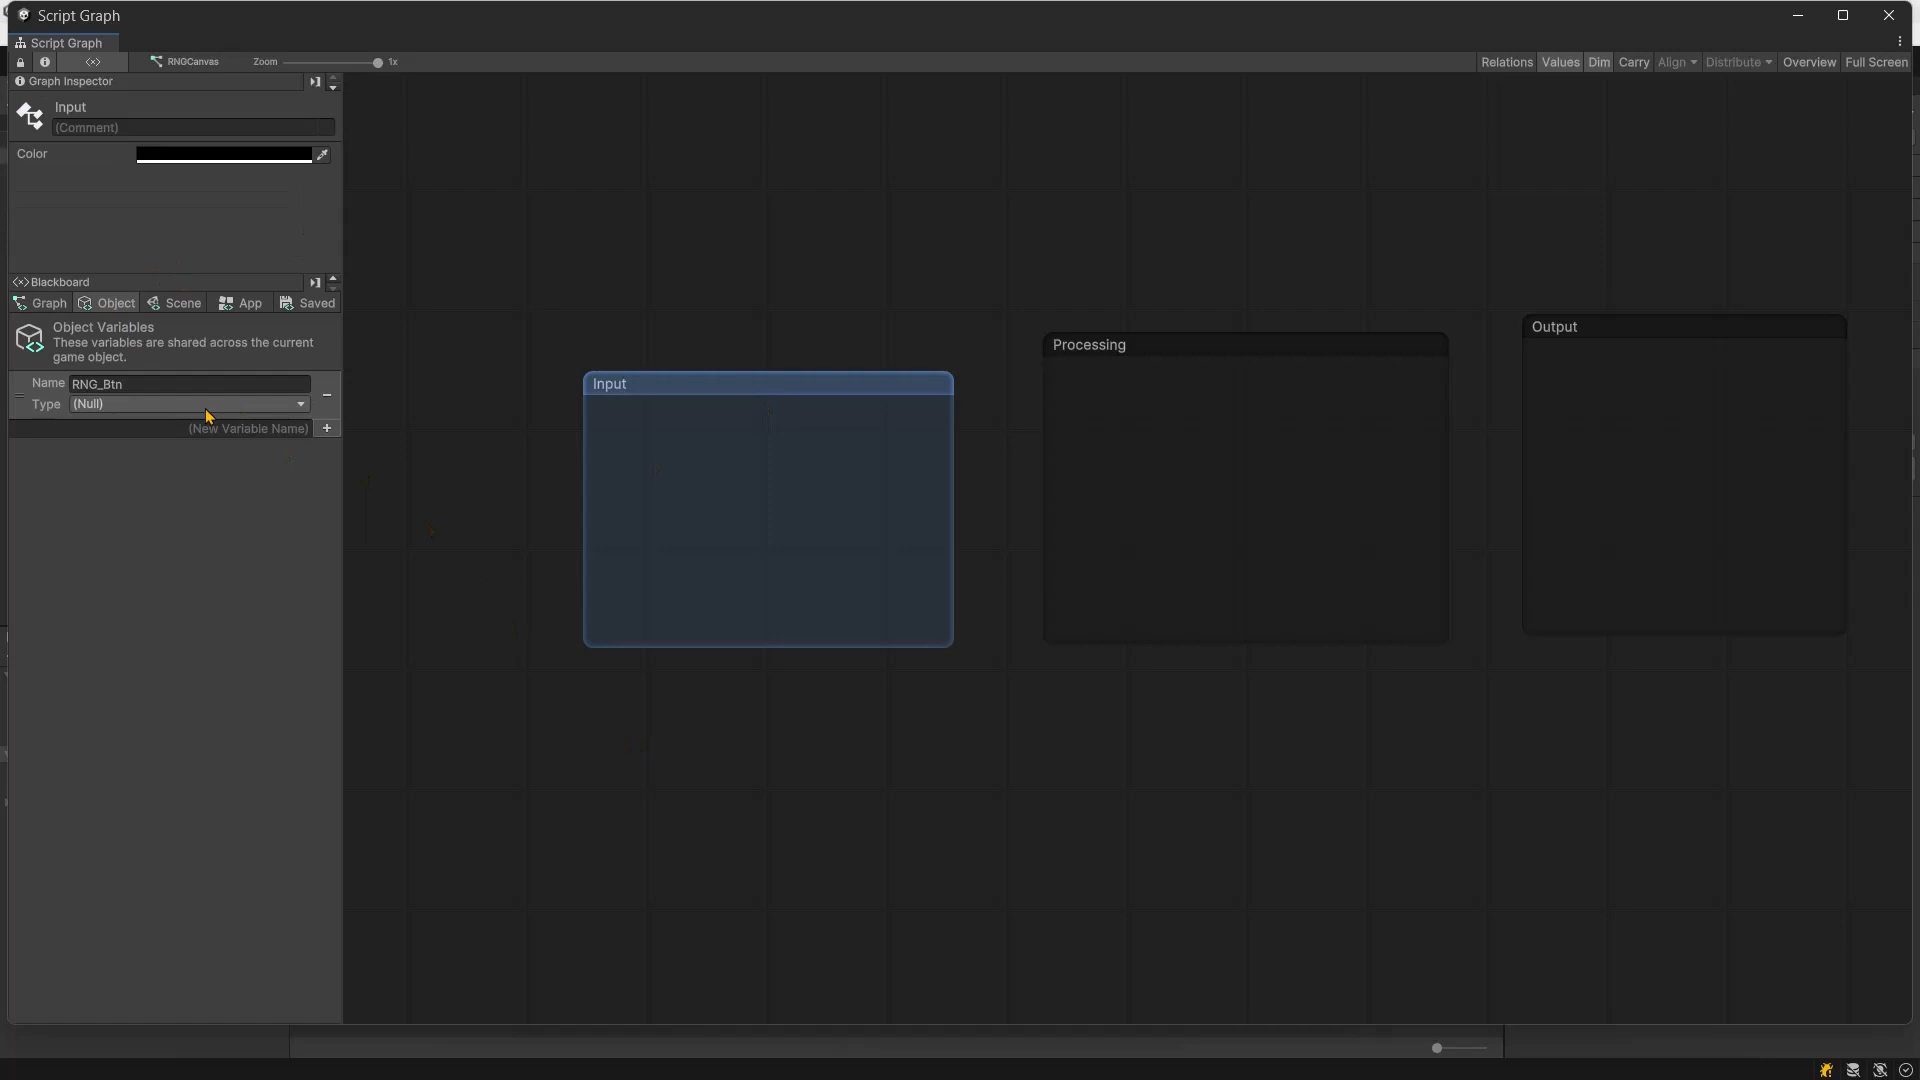 Script Graph
Script Graph
RNGCanvas Zoom 1x Relations Values Dim Carry Align Distribute Overview Full Screen
Graph Inspector
Input
(Comment)
Color
Blackboard
Graph Object Scene App Saved
Object Variables
These variables are shared across the current
game object.
Name RNG_Btn
Type (Null)
(New Variable Name)
Input
Processing
Output